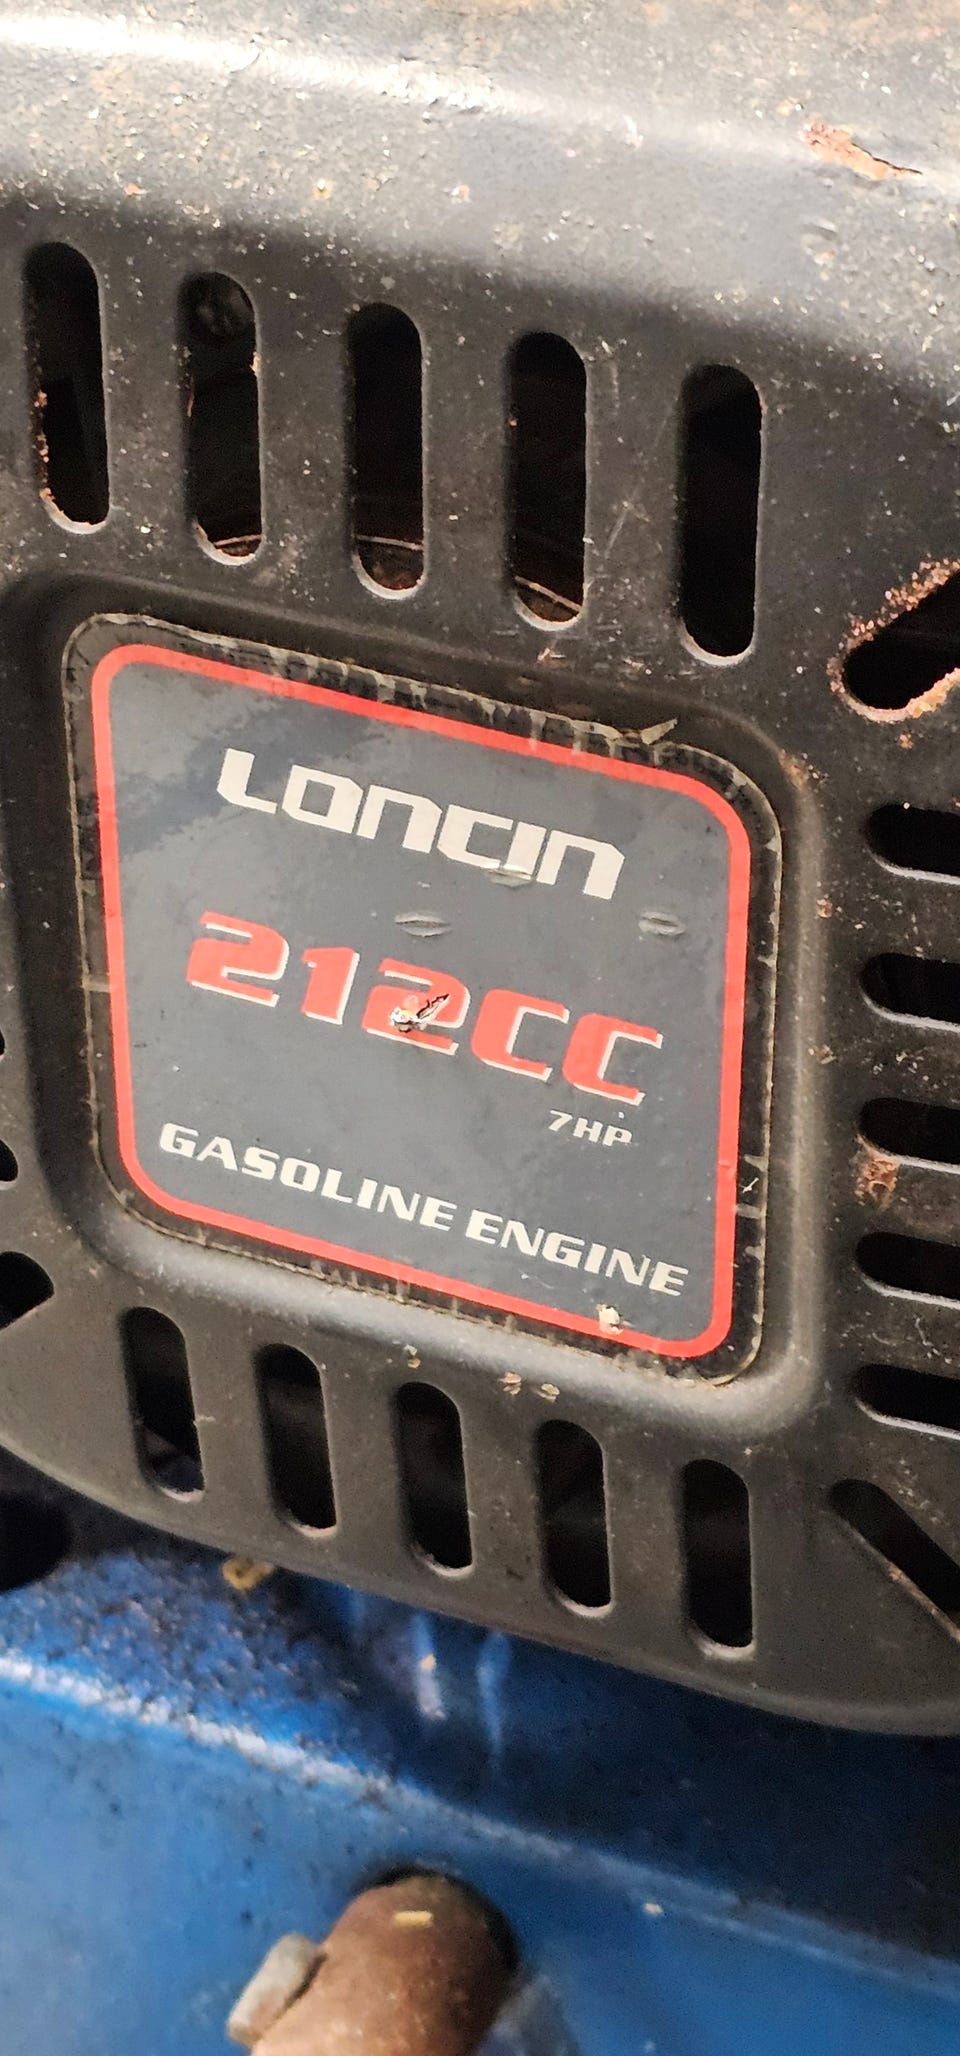 LONCIN
212CC
7HP
GASOLINE ENGINE